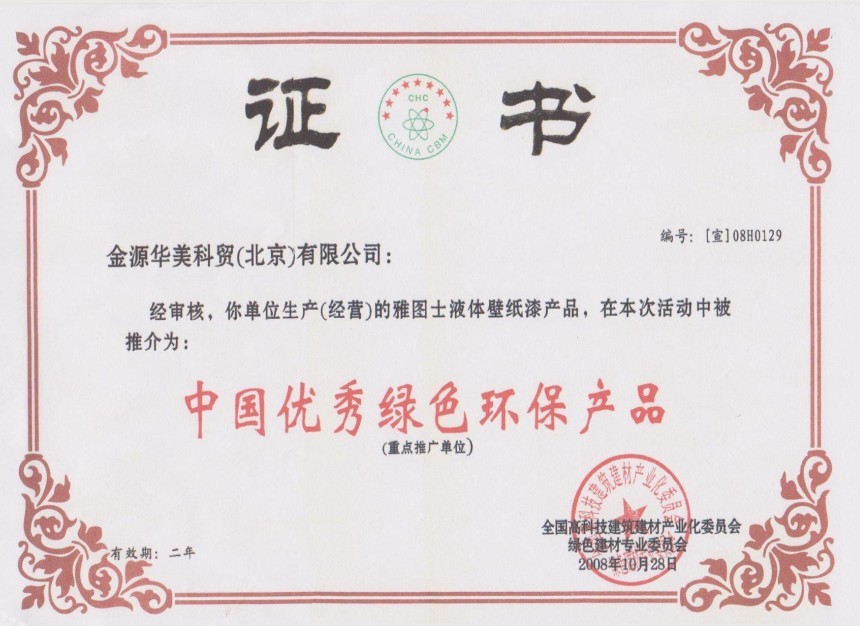 证 书
CHC
CHINA CBM
编号：[宣]08H0129
金源华美科贸(北京)有限公司：
经审核，你单位生产(经营)的雅图士液体壁纸漆产品，在本次活动中被
推介为：
中国优秀绿色环保产品
(重点推广单位)
全国高科技建筑建材产业化委员会
绿色建材专业委员会
2008年10月28日
有效期：二年